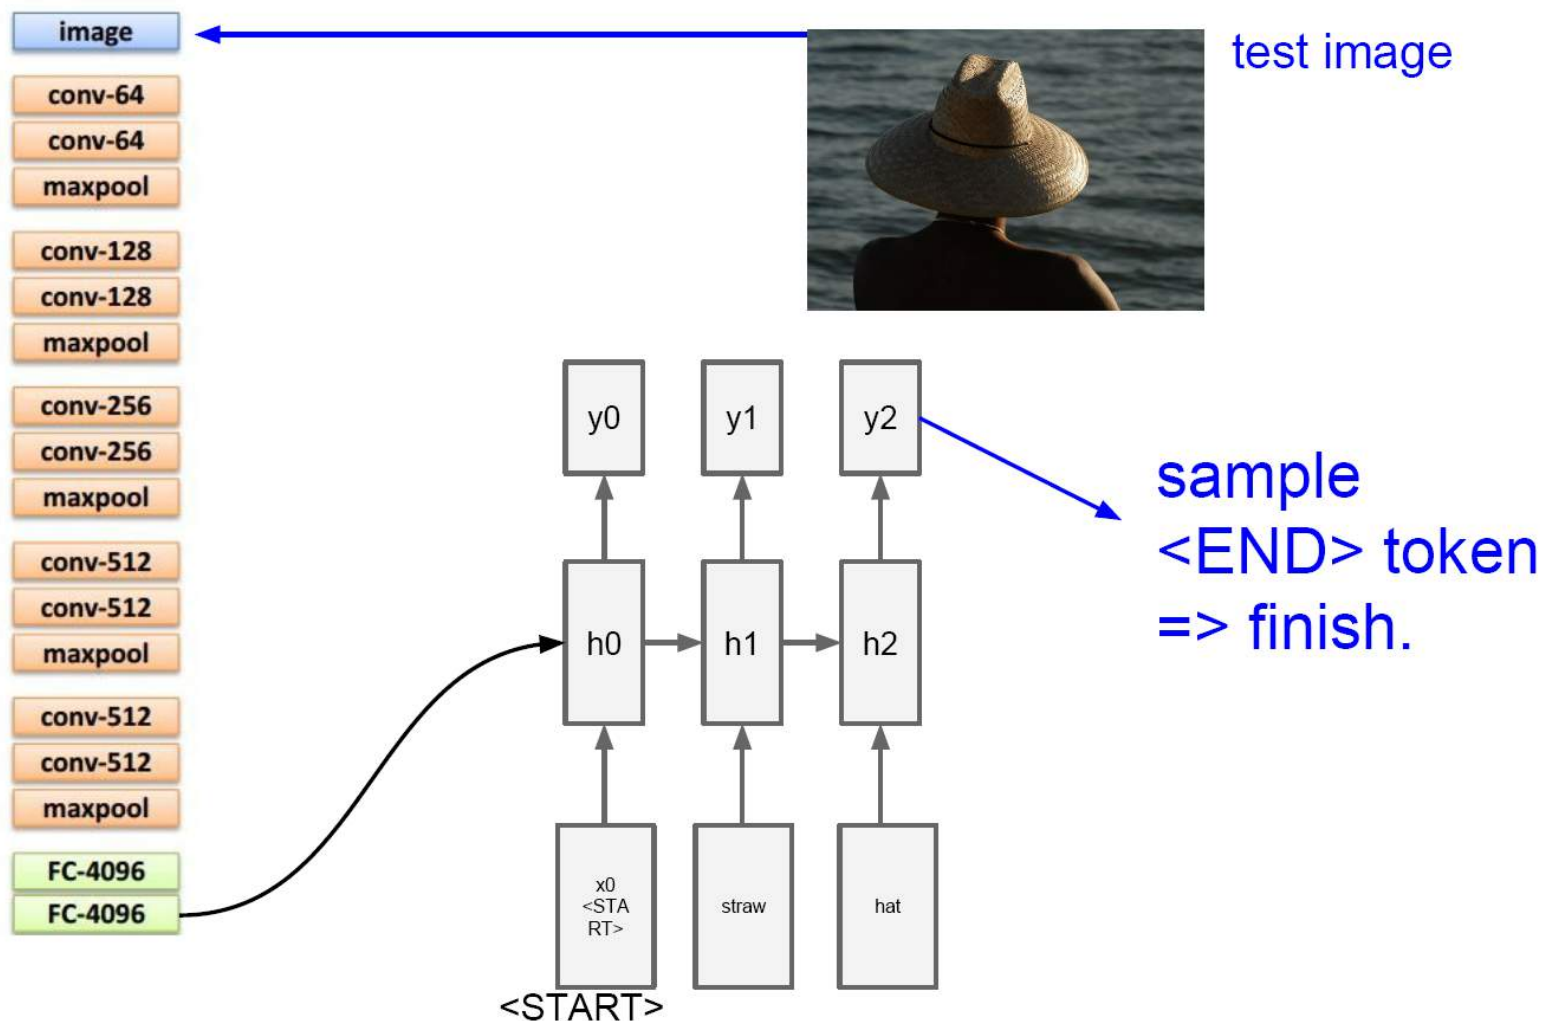 image
conv-64
conv-64
maxpool
conv-128
conv-128
maxpool
conv-256
conv-256
maxpool
conv-512
conv-512
maxpool
conv-512
conv-512
maxpool
FC-4096
FC-4096
test image
y0
y1
y2
sample
<END> token
=> finish.
h0
h1
h2
x0
<STA
RT>
straw
hat
<START>